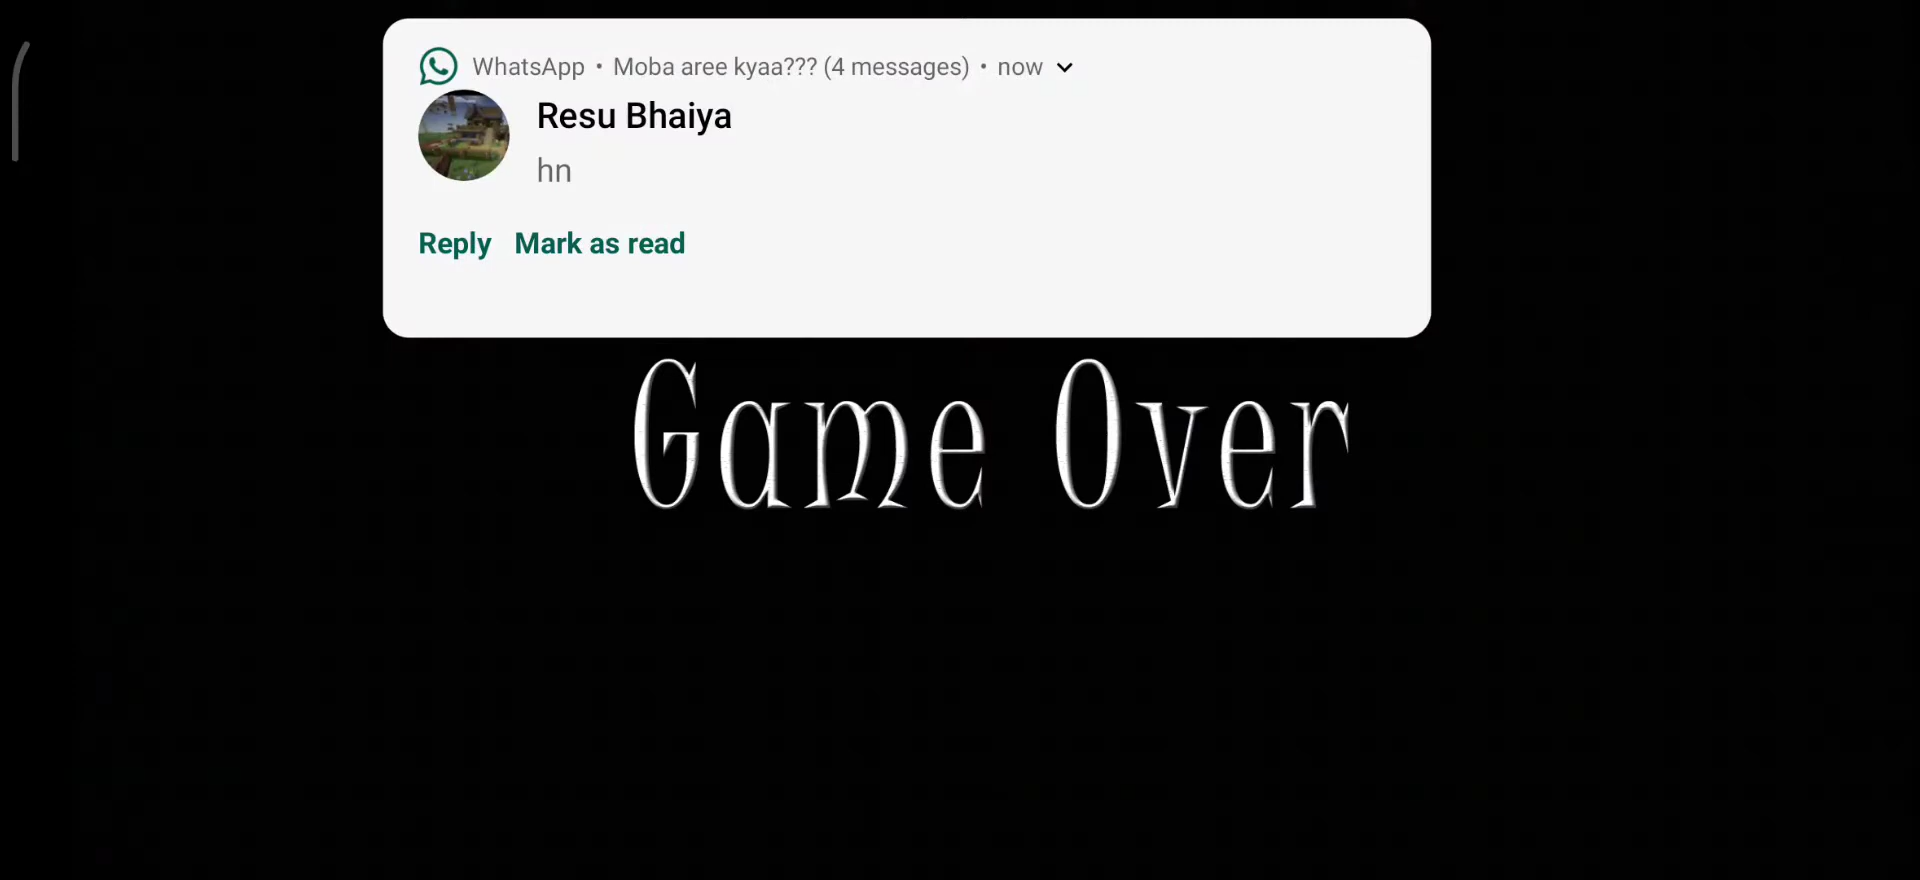 WhatsApp • Moba aree kyaa??? (4 messages) • now
Resu Bhaiya
hn
Reply Mark as read
Game Over